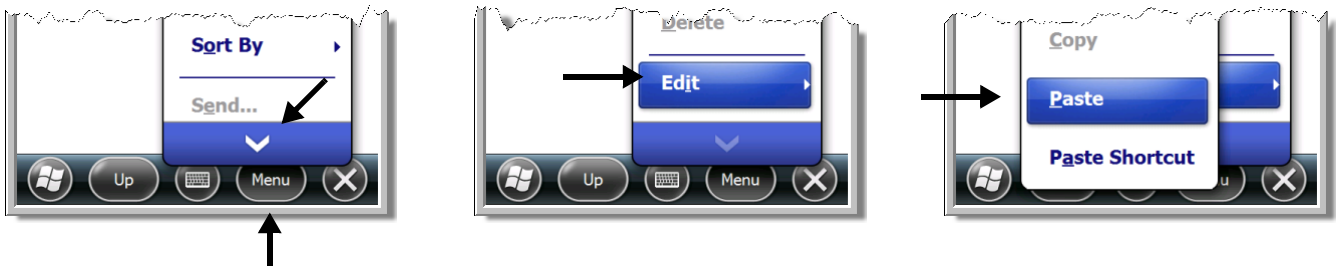 Sort By
Send...
Up
Menu
Delete
Edit
Up
Menu
Copy
Paste
Paste Shortcut
u